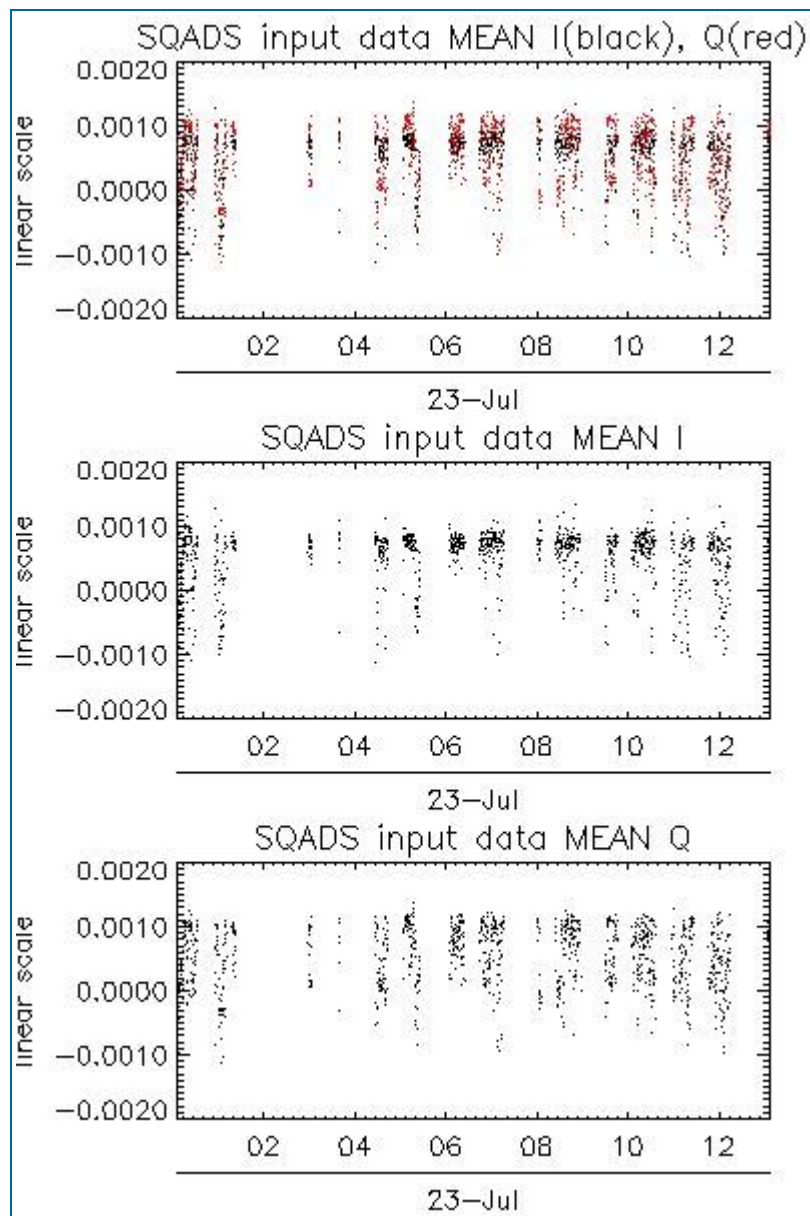 SQADS input data MEAN I(black), Q(red)
0.0020
0.0010
0.0000
−0.0010
−0.0020
linear scale
02 04 06 08 10 12
23-Jul
SQADS input data MEAN I
0.0020
0.0010
0.0000
−0.0010
−0.0020
linear scale
02 04 06 08 10 12
23-Jul
SQADS input data MEAN Q
0.0020
0.0010
0.0000
−0.0010
−0.0020
linear scale
02 04 06 08 10 12
23-Jul